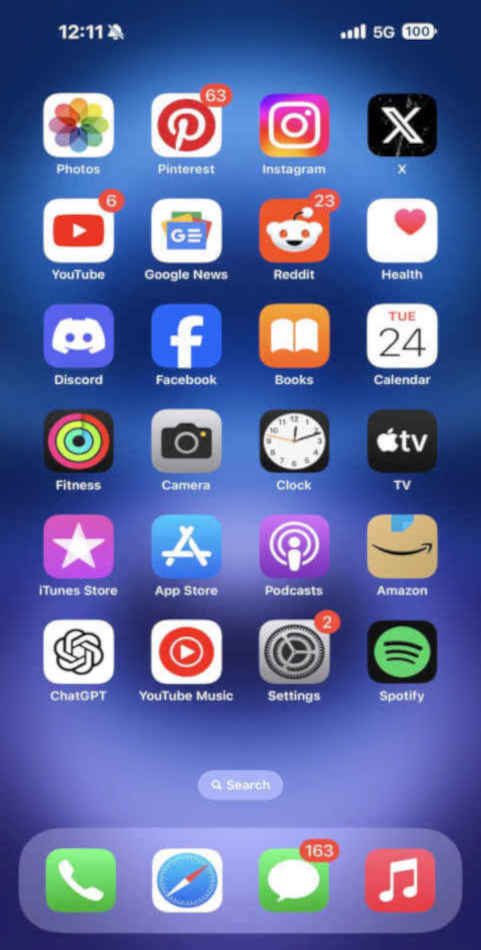 12:11 5G 100
63
Photos Pinterest Instagram X
6 23
YouTube Google News Reddit Health
TUE
24
Discord Facebook Books Calendar
tv
Fitness Camera Clock TV
iTunes Store App Store Podcasts Amazon
2
ChatGPT YouTube Music Settings Spotify
Search
163